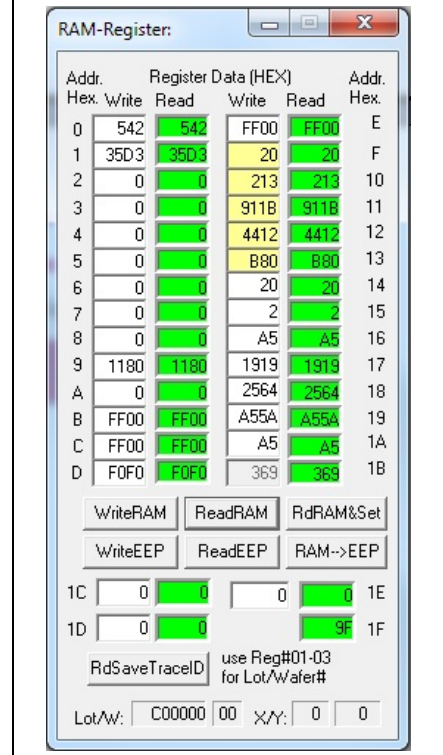 RAM-Register:
Addr. Register Data (HEX) Addr.
Hex. Write Read Write Read Hex.
0 542 542 FF00 FF00 E
1 35D3 35D3 20 20 F
2 0 0 213 213 10
3 0 0 911B 911B 11
4 0 0 4412 4412 12
5 0 0 B80 B80 13
6 0 0 20 20 14
7 0 0 2 2 15
8 0 0 A5 A5 16
9 1180 1180 1919 1919 17
A 0 0 2564 2564 18
B FF00 FF00 A55A A55A 19
C FF00 FF00 A5 A5 1A
D F0F0 F0F0 369 369 1B
WriteRAM ReadRAM RdRAM&Set
WriteEEP ReadEEP RAM-->EEP
1C 0 0 0 0 1E
1D 0 0 9F 1F
RdSaveTraceID use Reg#01-03
for Lot/Wafer#
Lot/W: C00000 00 X/Y: 0 0